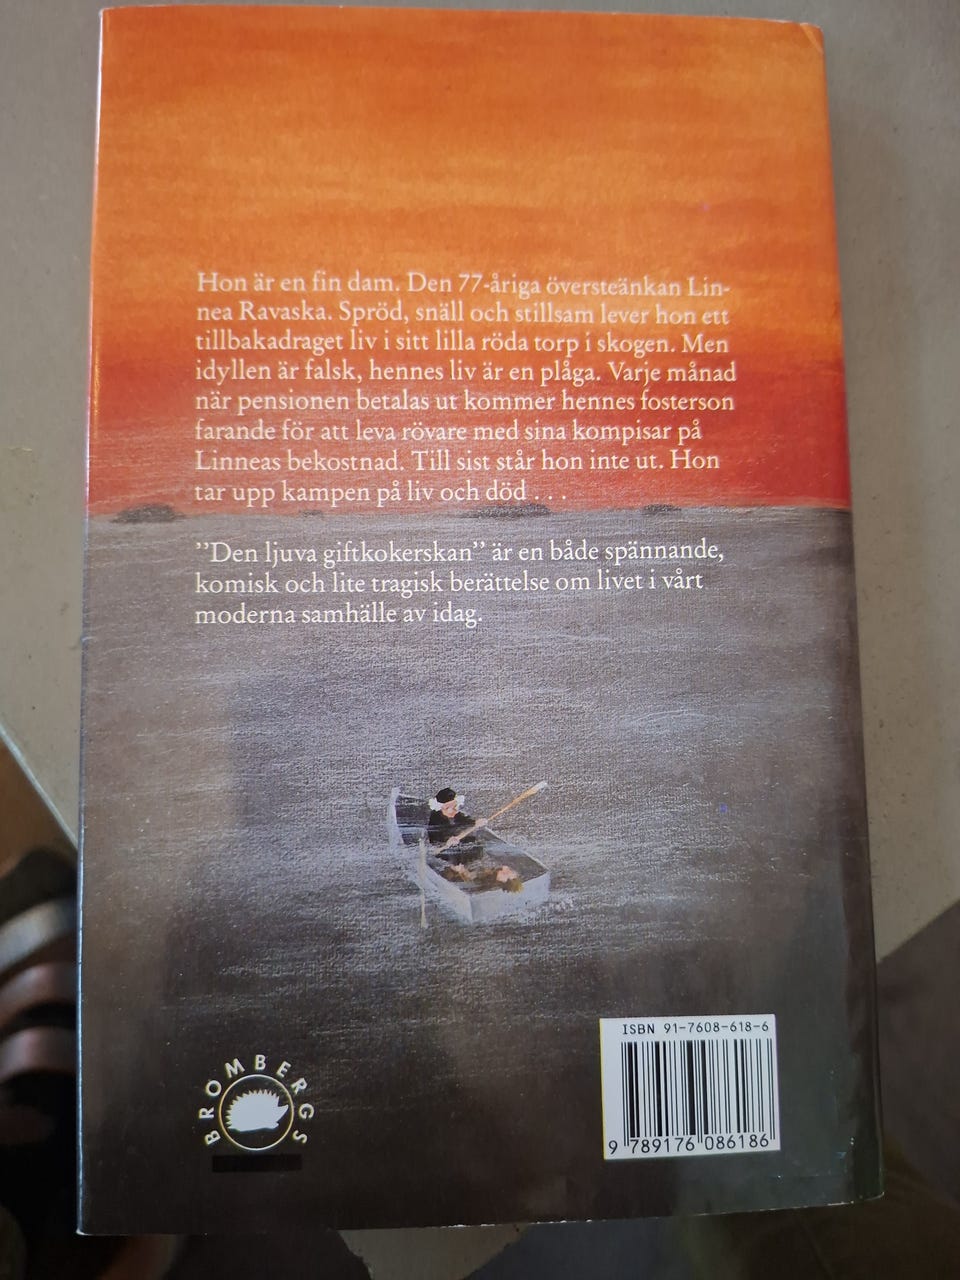 Hon är en fin dam. Den 77-åriga översteänkan Lin-
nea Ravaska. Spröd, snäll och stillsam lever hon ett
tillbakadraget liv i sitt lilla röda torp i skogen. Men
idyllen är falsk, hennes liv är en plåga. Varje månad
när pensionen betalas ut kommer hennes fosterson
farande för att leva rövare med sina kompisar på
Linneas bekostnad. Till sist står hon inte ut. Hon
tar upp kampen på liv och död . . .
”Den ljuva giftkokerskan” är en både spännande,
komisk och lite tragisk berättelse om livet i vårt
moderna samhälle av idag.
ISBN 91-7608-618-6
9 789176 086186
BROMBERGS